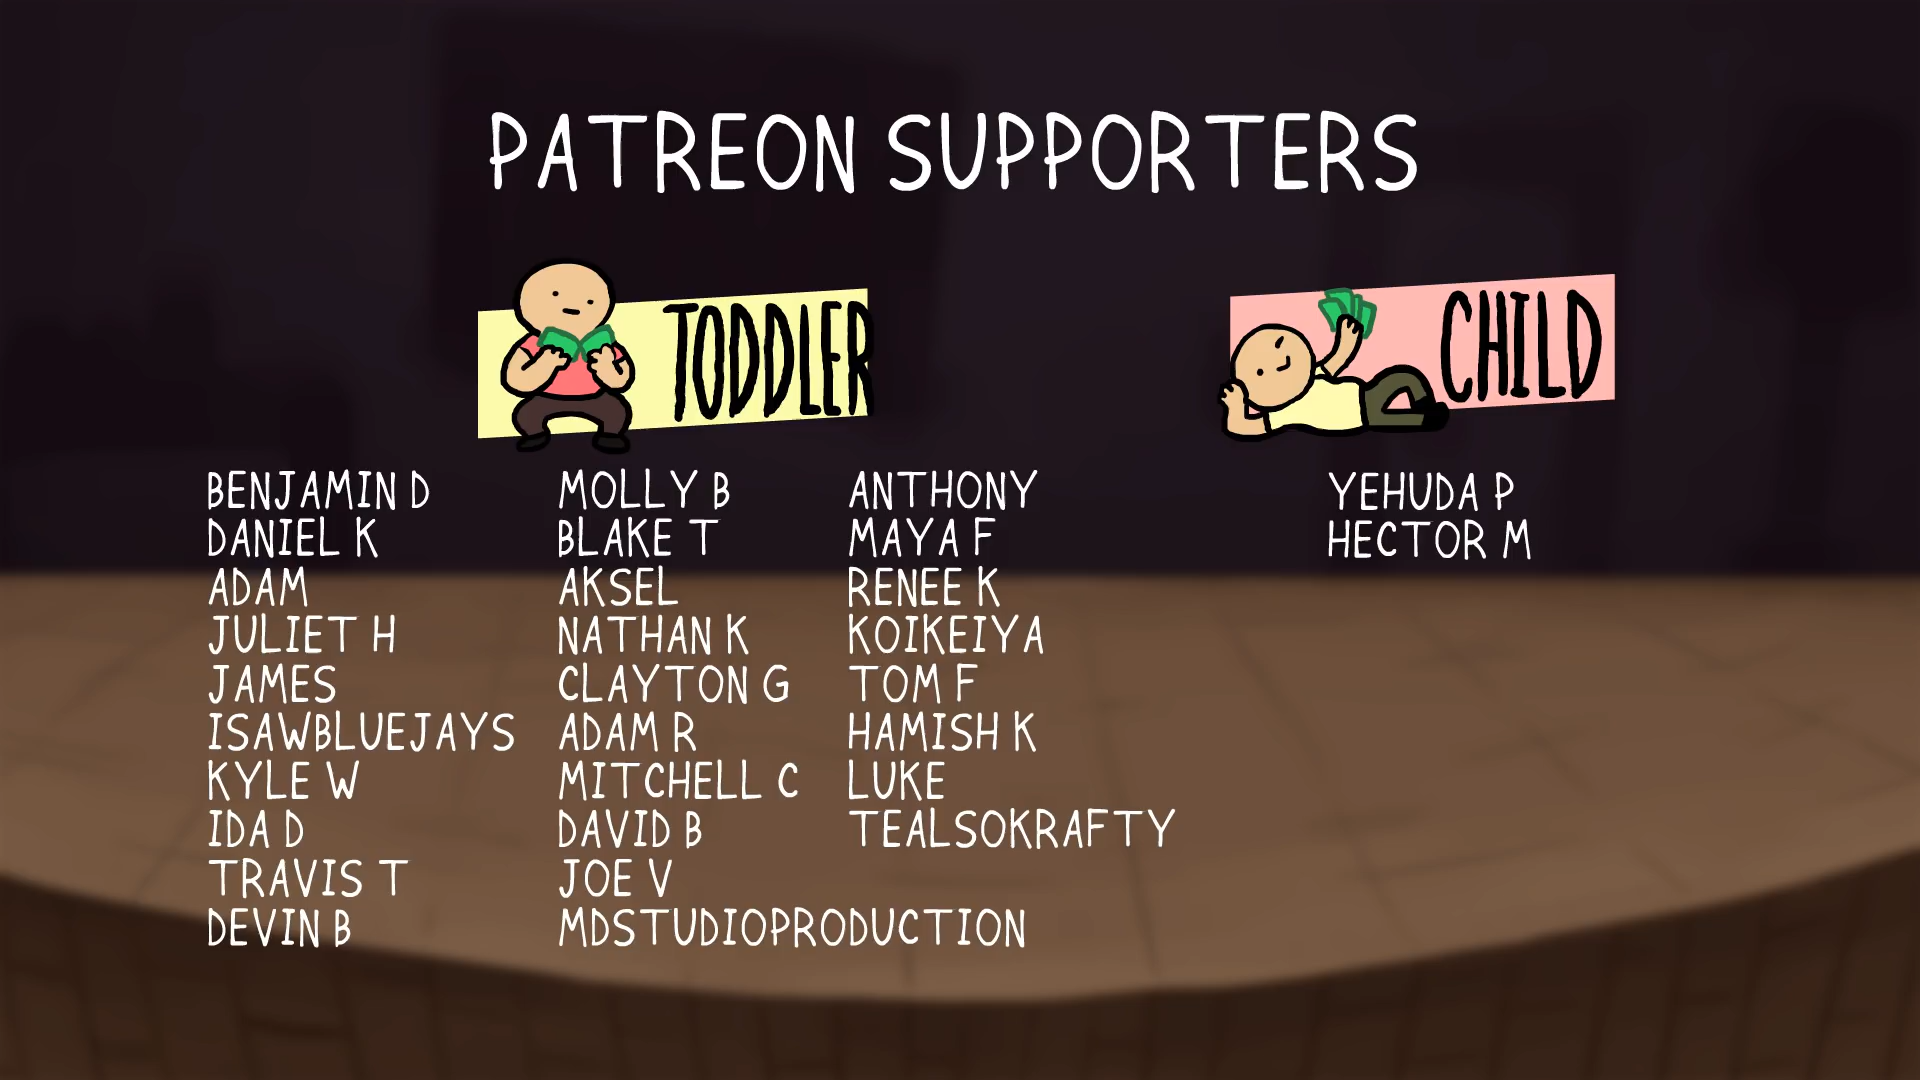 PATREON SUPPORTERS
TODDLER
BENJAMIN D
DANIEL K
ADAM
JULIET H
JAMES
ISAWBLUEJAYS
KYLE W
IDA D
TRAVIS T
DEVIN B
MOLLY B
BLAKE T
AKSEL
NATHAN K
CLAYTON G
ADAM R
MITCHELL C
DAVID B
JOE V
MDSTUDIOPRODUCTION
ANTHONY
MAYA F
RENEE K
KOIKEIYA
TOM F
HAMISH K
LUKE
TEALSOKRAFTY
CHILD
YEHUDA P
HECTOR M